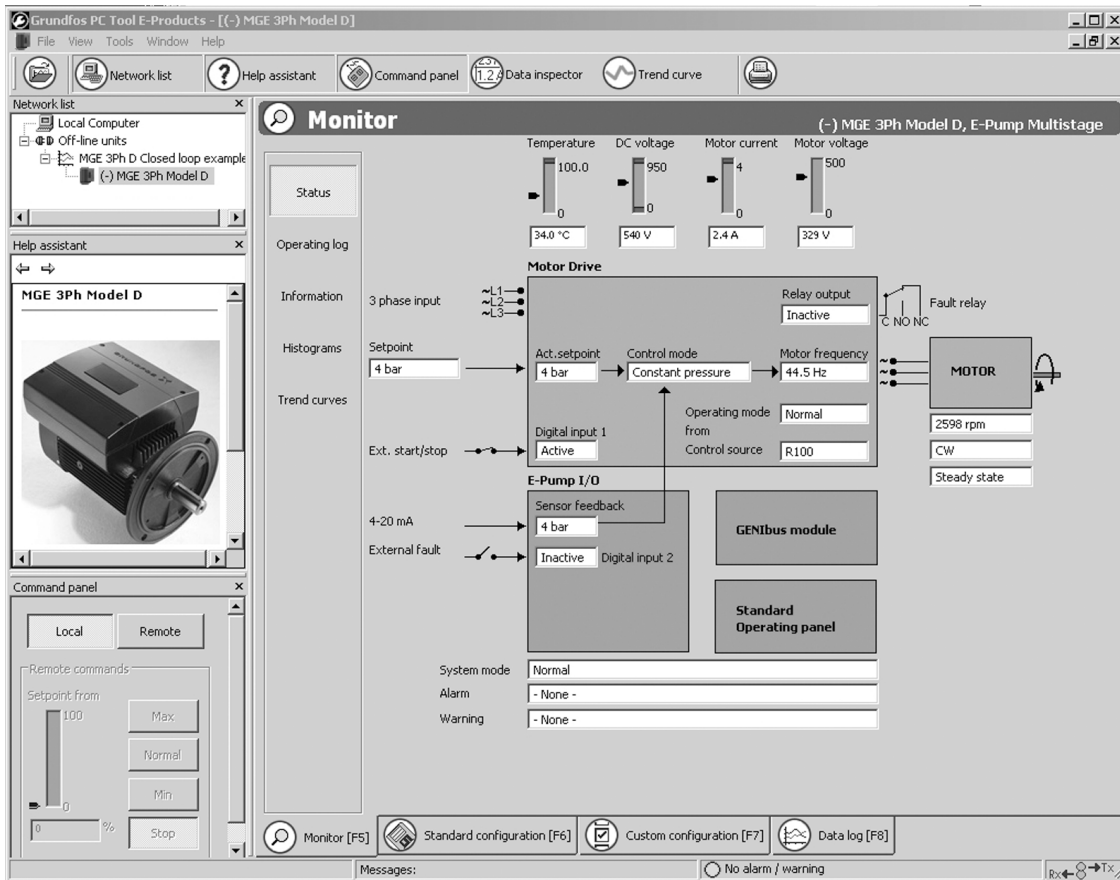 Grundfos PC Tool E-Products - [(-) MGE 3Ph Model D]
File View Tools Window Help
Network list Help assistant Command panel Data inspector Trend curve
Network list
Local Computer
Off-line units
MGE 3Ph D Closed loop example
(-) MGE 3Ph Model D
Help assistant
MGE 3Ph Model D
Command panel
Local Remote
Remote commands
Setpoint from
100
0
0 %
Max
Normal
Min
Stop
Monitor
(-) MGE 3Ph Model D, E-Pump Multistage
Status
Operating log
Information
Histograms
Trend curves
Temperature DC voltage Motor current Motor voltage
100.0 950 4 500
0 0 0 0
34.0 °C 540 V 2.4 A 329 V
Motor Drive
3 phase input
~L1
~L2
~L3
Relay output
Inactive
C NO NC
Fault relay
Setpoint
4 bar
Act.setpoint
4 bar
Control mode
Constant pressure
Motor frequency
44.5 Hz
~
~
~
MOTOR
2598 rpm
CW
Steady state
Operating mode Normal
from
Control source R100
Ext. start/stop
Digital input 1
Active
E-Pump I/O
4-20 mA
Sensor feedback
4 bar
External fault
Inactive Digital input 2
GENIbus module
Standard
Operating panel
System mode Normal
Alarm - None -
Warning - None -
Monitor [F5] Standard configuration [F6] Custom configuration [F7] Data log [F8]
Messages: No alarm / warning Rx Tx